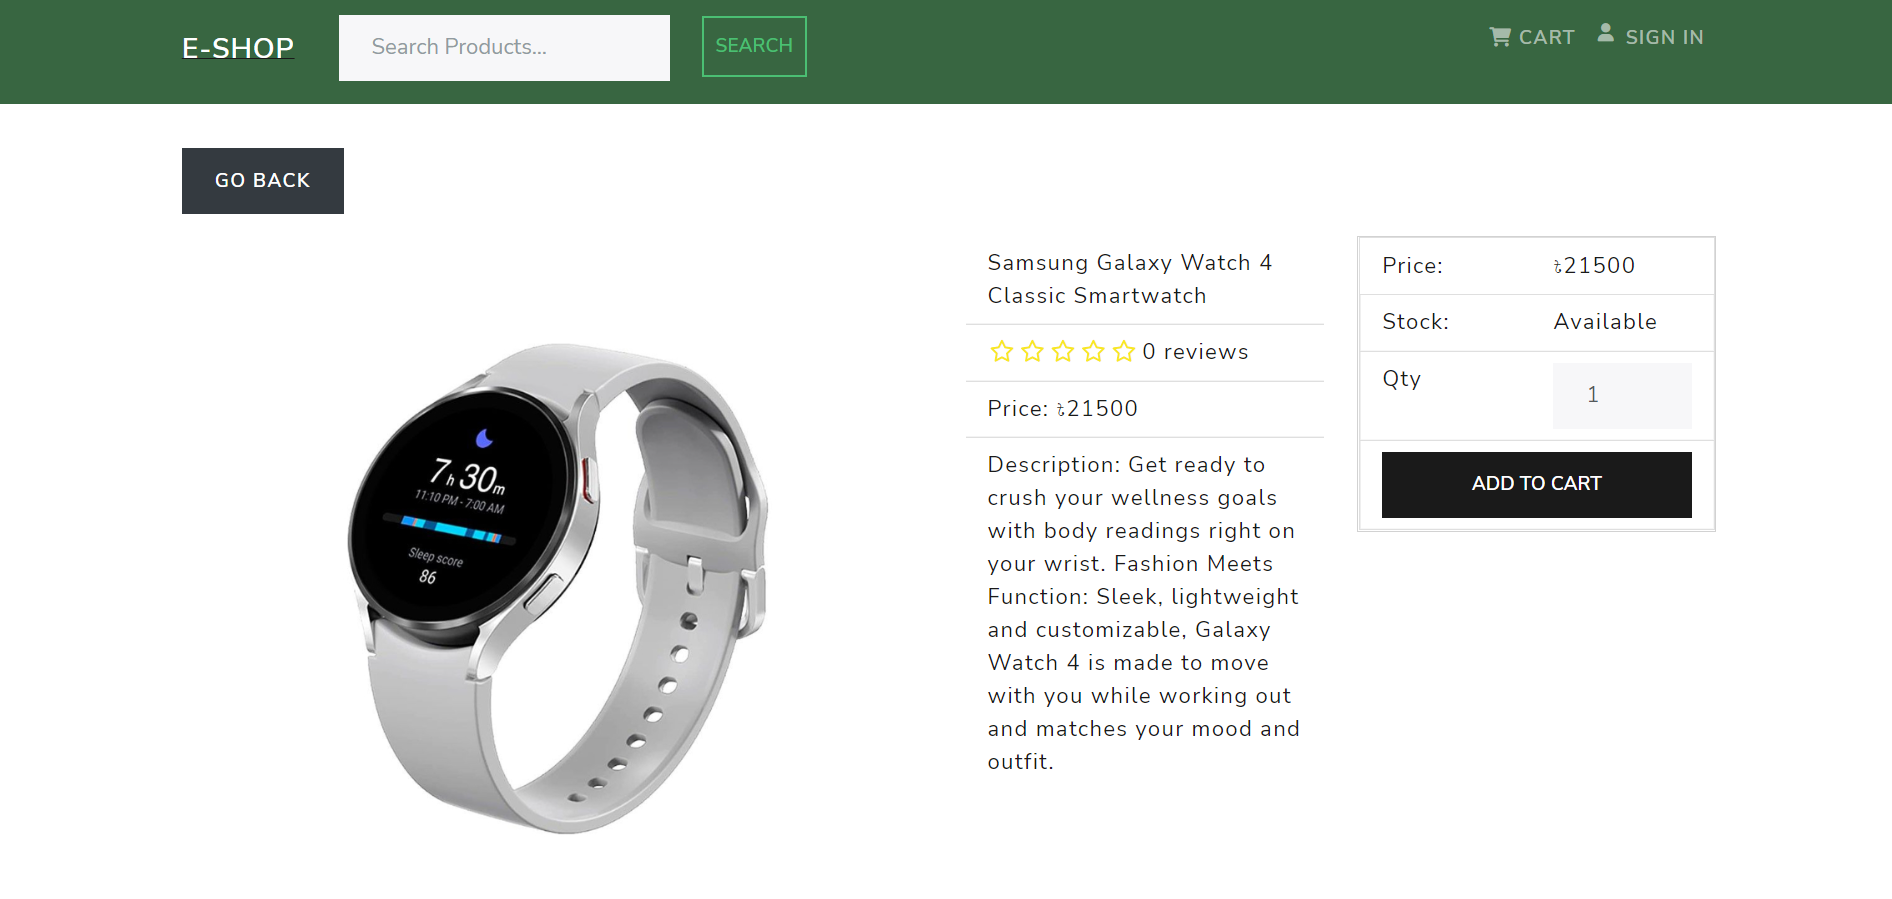 E-SHOP
Search Products...
SEARCH
CART
SIGN IN
GO BACK
7h 30m
11:10 PM - 7:00 AM
Sleep score
86
Samsung Galaxy Watch 4
Classic Smartwatch
0 reviews
Price: ৳21500
Description: Get ready to
crush your wellness goals
with body readings right on
your wrist. Fashion Meets
Function: Sleek, lightweight
and customizable, Galaxy
Watch 4 is made to move
with you while working out
and matches your mood and
outfit.
Price: ৳21500
Stock: Available
Qty 1
ADD TO CART